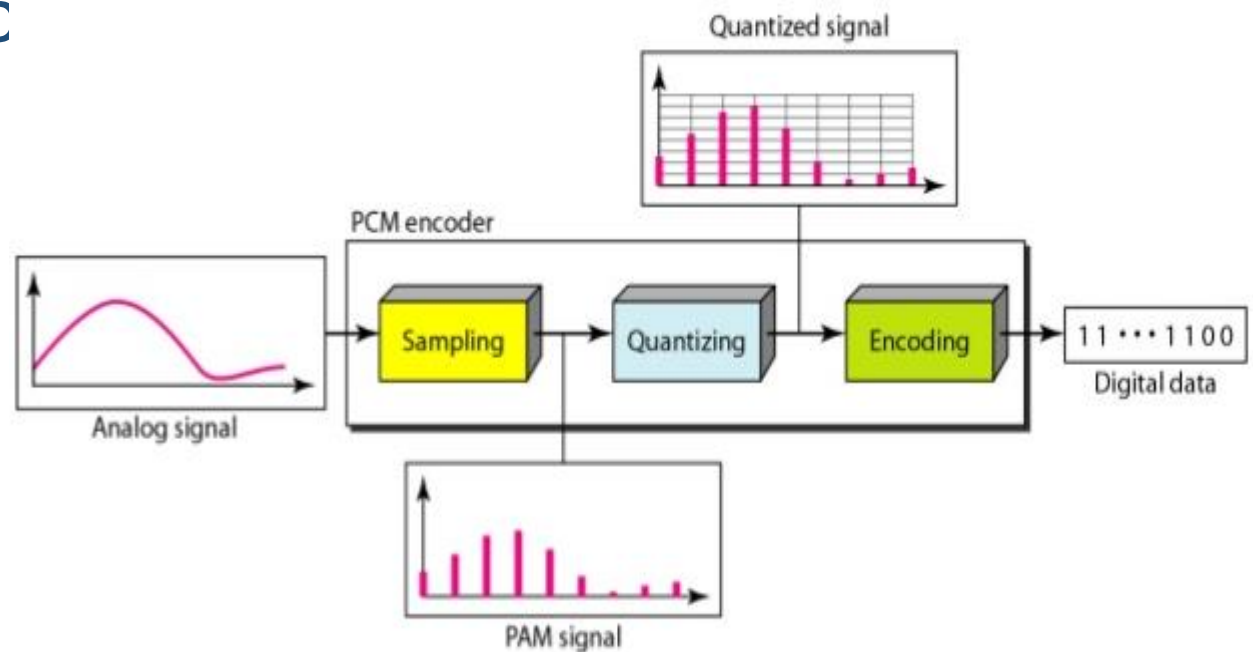 Quantized signal
PCM encoder
Sampling
Quantizing
Encoding
11 ••• 1100
Digital data
Analog signal
PAM signal